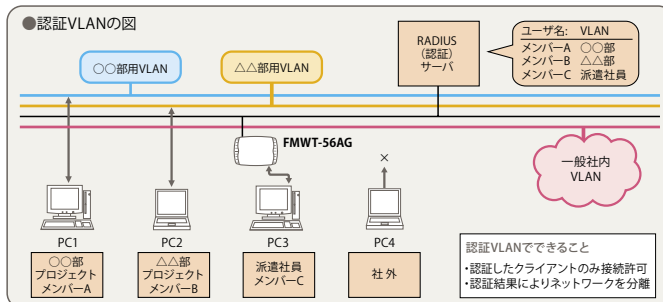 ●認証VLANの図
○○部用VLAN
△△部用VLAN
RADIUS
(認証)
サーバ
ユーザ名: VLAN
メンバーA ○○部
メンバーB △△部
メンバーC 派遣社員
FMWT-56AG
×
一般社内
VLAN
PC1
PC2
PC3
PC4
○○部
プロジェクト
メンバーA
△△部
プロジェクト
メンバーB
派遣社員
メンバーC
社外
認証VLANでできること
・認証したクライアントのみ接続許可
・認証結果によりネットワークを分離